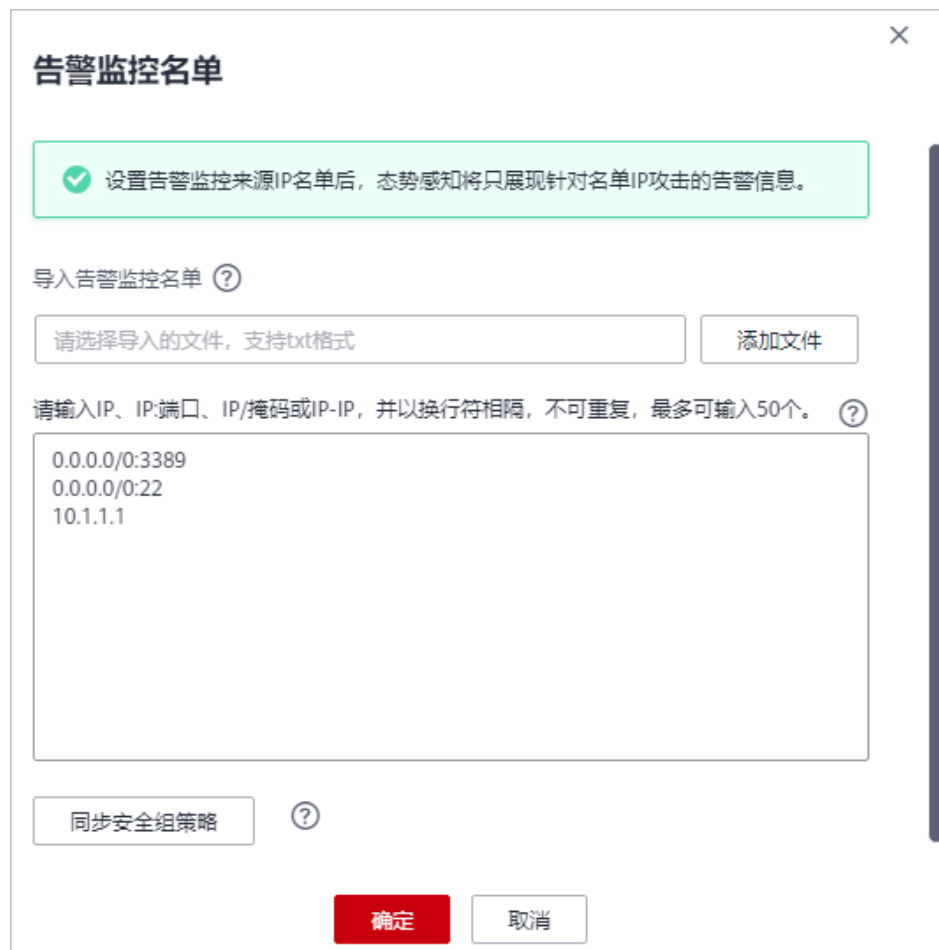 告警监控名单
设置告警监控来源IP名单后，态势感知将只展现针对名单IP攻击的告警信息。
导入告警监控名单
请选择导入的文件，支持txt格式
添加文件
请输入IP、IP:端口、IP/掩码或IP-IP，并以换行符相隔，不可重复，最多可输入50个。
0.0.0.0/0:3389
0.0.0.0/0:22
10.1.1.1
同步安全组策略
确定
取消